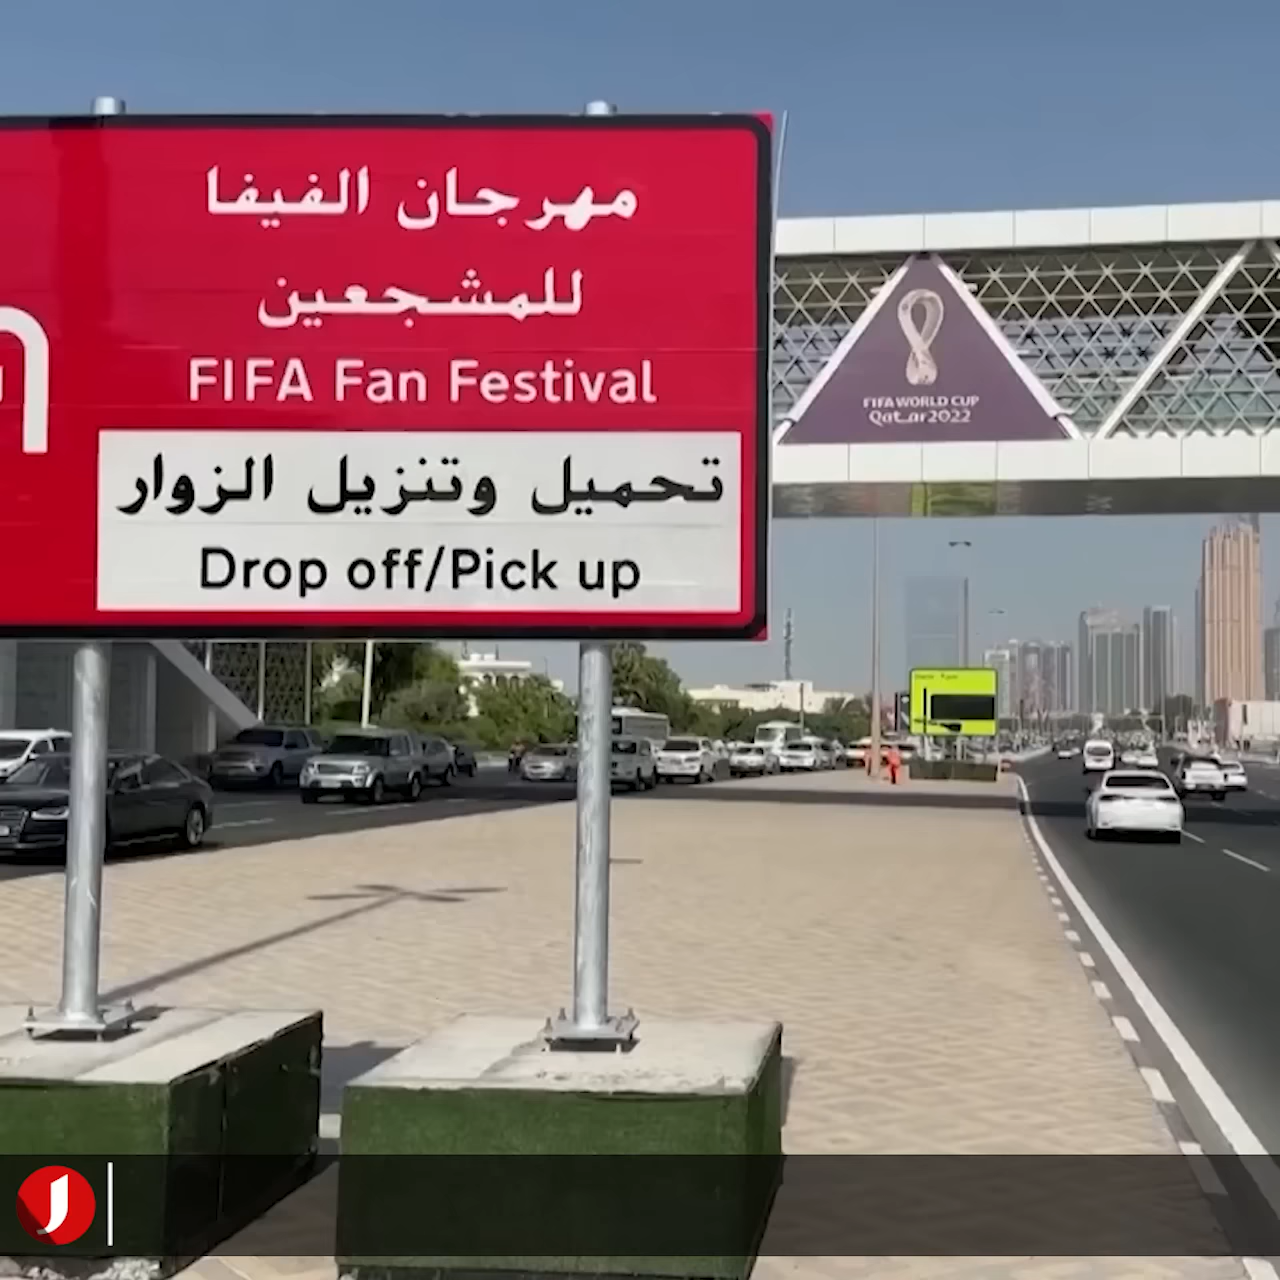 مهرجان الفيفا
للمشجعين
FIFA Fan Festival
تحميل وتنزيل الزوار
Drop off/Pick up
FIFA WORLD CUP
Qatar2022